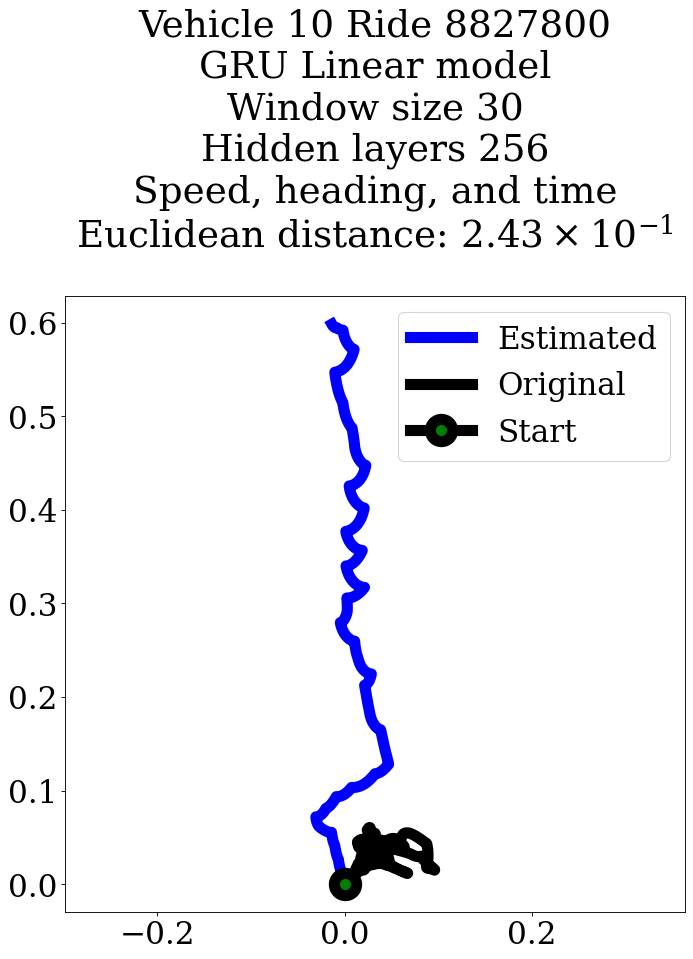 Vehicle 10 Ride 8827800
GRU Linear model
Window size 30
Hidden layers 256
Speed, heading, and time
Euclidean distance: 2.43 × 10⁻¹
Estimated
Original
Start
0.6
0.5
0.4
0.3
0.2
0.1
0.0
−0.2
0.0
0.2